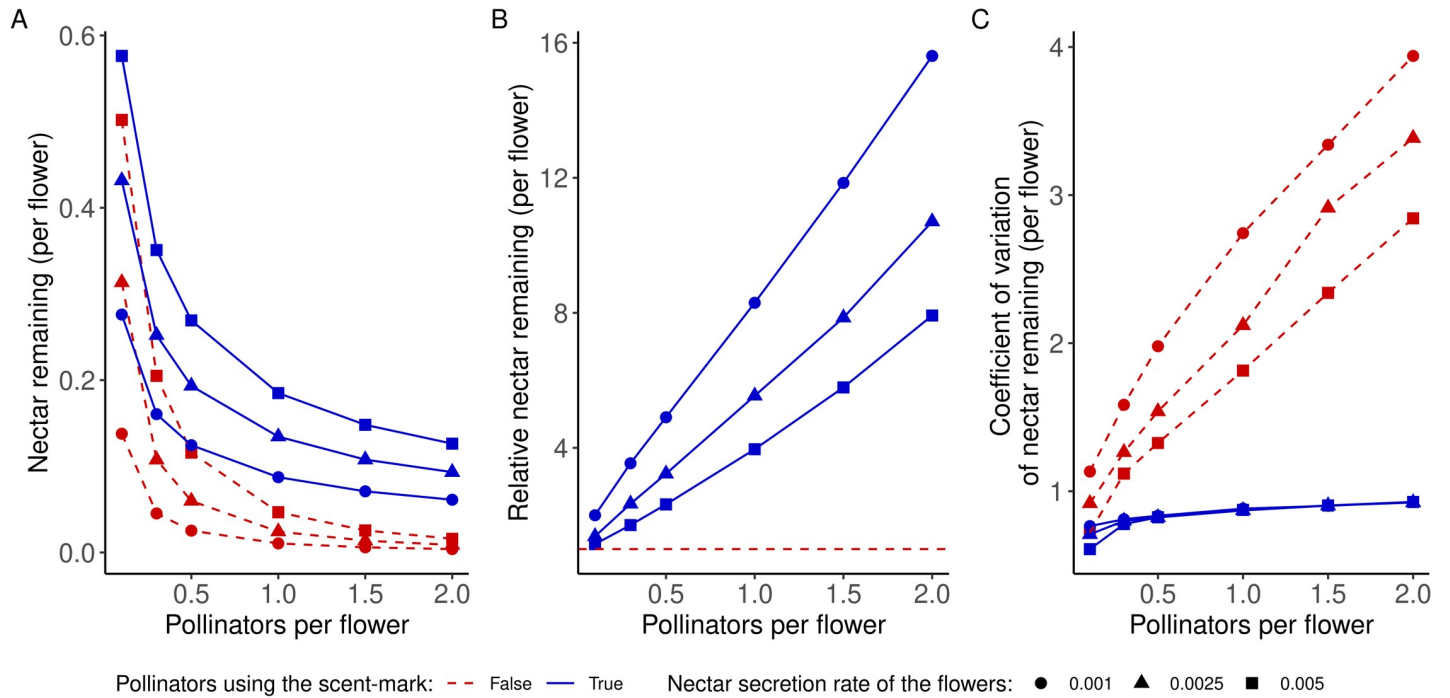 A
Nectar remaining (per flower)
0.6
0.4
0.2
0.0
0.5 1.0 1.5 2.0
Pollinators per flower
B
Relative nectar remaining (per flower)
16
12
8
4
0.5 1.0 1.5 2.0
Pollinators per flower
C
Coefficient of variation
of nectar remaining (per flower)
4
3
2
1
0.5 1.0 1.5 2.0
Pollinators per flower
Pollinators using the scent-mark: False True Nectar secretion rate of the flowers: 0.001 0.0025 0.005